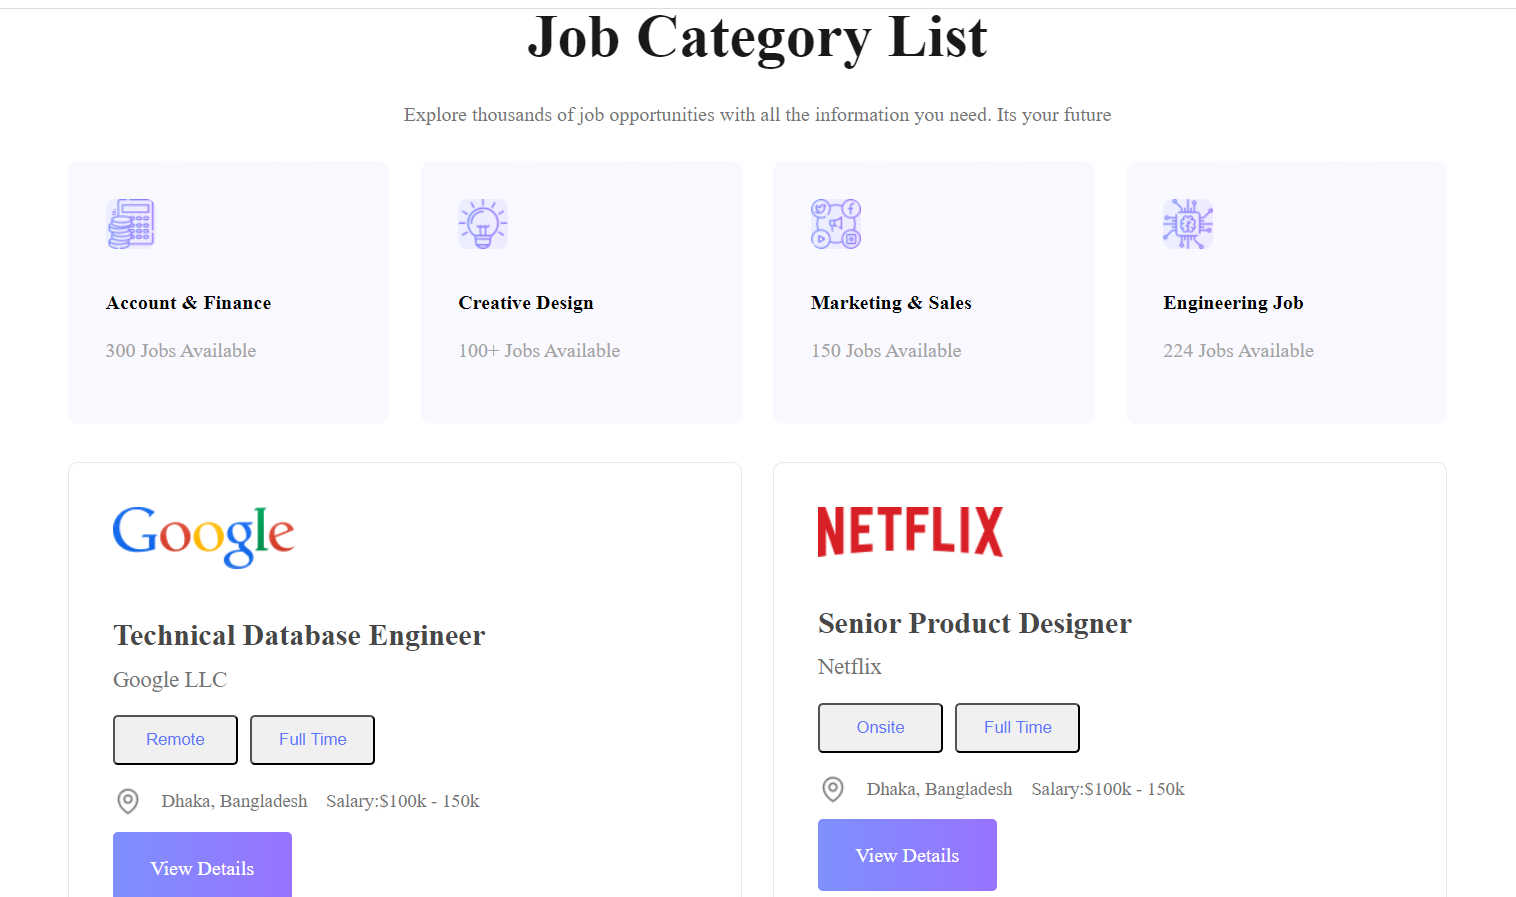 Job Category List
Explore thousands of job opportunities with all the information you need. Its your future
Account & Finance
300 Jobs Available
Creative Design
100+ Jobs Available
Marketing & Sales
150 Jobs Available
Engineering Job
224 Jobs Available
Google
Technical Database Engineer
Google LLC
Remote Full Time
Dhaka, Bangladesh Salary:$100k - 150k
View Details
NETFLIX
Senior Product Designer
Netflix
Onsite Full Time
Dhaka, Bangladesh Salary:$100k - 150k
View Details